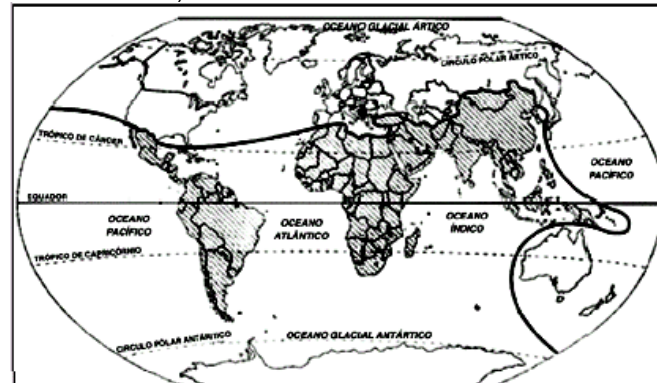 OCEANO GLACIAL ÁRTICO
CÍRCULO POLAR ÁRTICO
TRÓPICO DE CÂNCER
OCEANO
PACÍFICO
EQUADOR
OCEANO
PACÍFICO
OCEANO
ATLÂNTICO
OCEANO
ÍNDICO
TRÓPICO DE CAPRICÓRNIO
CÍRCULO POLAR ANTÁRTICO
OCEANO GLACIAL ANTÁRTICO